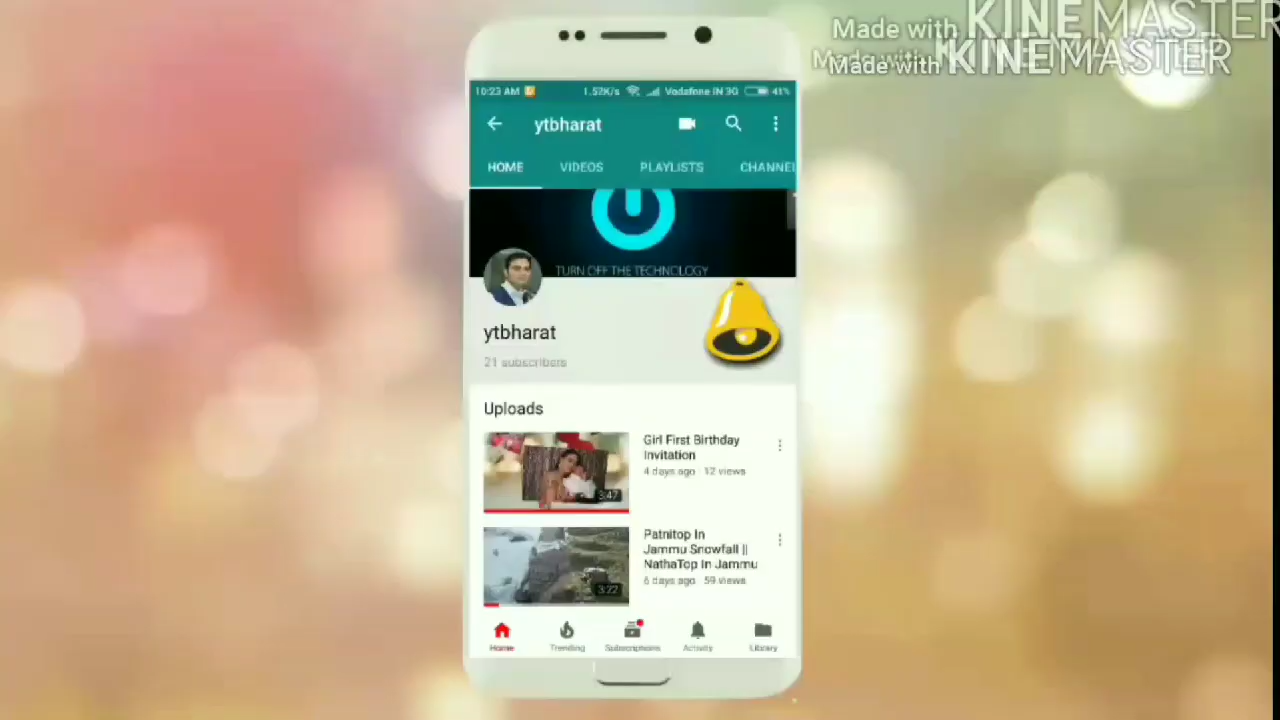 Made with KINEMASTER
Made with KINEMASTER
10:23 AM 1.52K/s Vodafone IN 3G 41%
ytbharat
HOME VIDEOS PLAYLISTS CHANNEL
TURN OFF THE TECHNOLOGY
ytbharat
21 subscribers
Uploads
Girl First Birthday
Invitation
4 days ago · 12 views
3:47
Patnitop In
Jammu Snowfall ||
NathaTop In Jammu
6 days ago · 59 views
3:22
Home Trending Subscriptions Activity Library